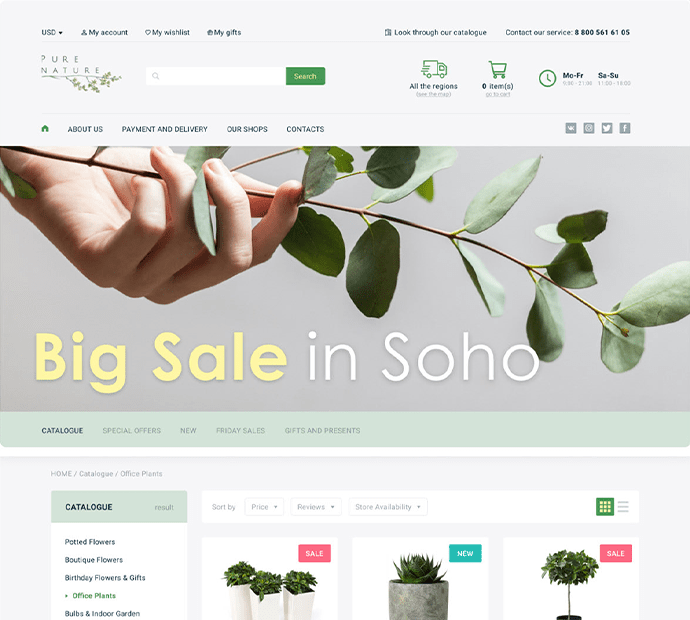 USD My account My wishlist My gifts Look through our catalogue Contact our service: 8 800 561 61 05
PURE
NATURE
Search
All the regions
(see the map)
0 item(s)
go to cart
Mo-Fr Sa-Su
9:00 - 21:00 11:00 - 16:00
ABOUT US PAYMENT AND DELIVERY OUR SHOPS CONTACTS
Big Sale in Soho
CATALOGUE SPECIAL OFFERS NEW FRIDAY SALES GIFTS AND PRESENTS
HOME / Catalogue / Office Plants
CATALOGUE result
Sort by Price Reviews Store Availability
Potted Flowers
Boutique Flowers
Birthday Flowers & Gifts
Office Plants
Bulbs & Indoor Garden
SALE NEW SALE